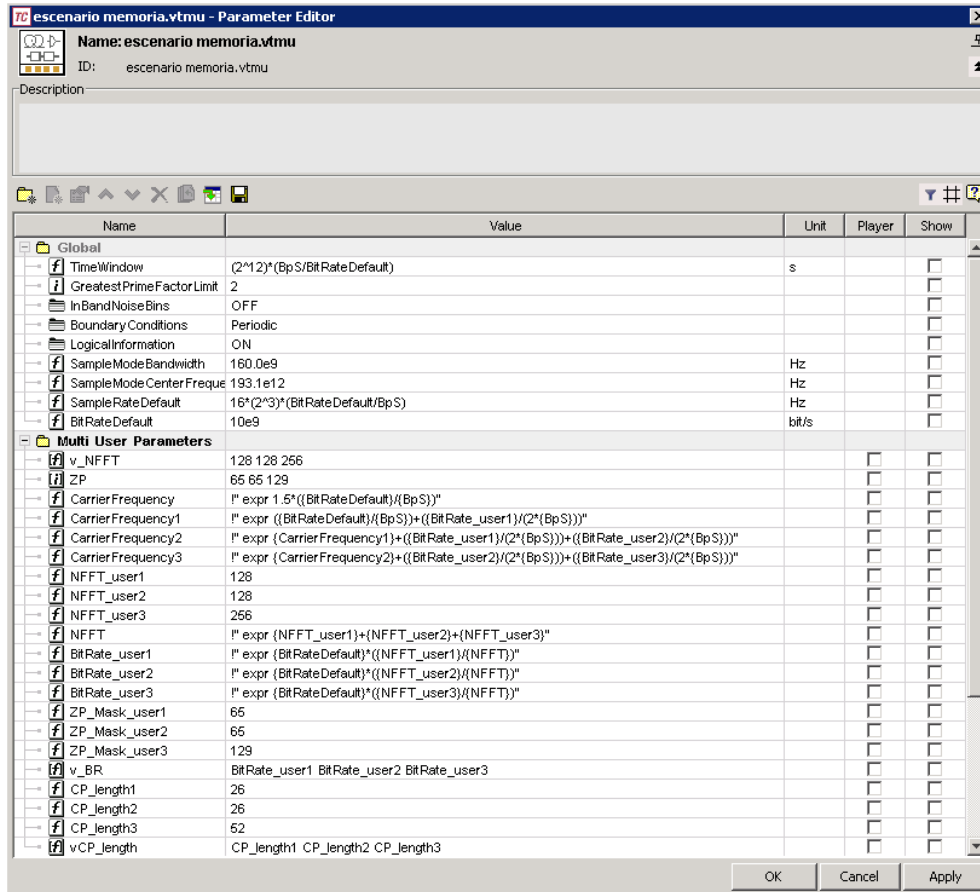 TC escenario memoria.vtmu - Parameter Editor
Name: escenario memoria.vtmu
ID: escenario memoria.vtmu
Description
Name Value Unit Player Show
Global
f TimeWindow (2^12)*(BpS/BitRateDefault) s
i GreatestPrimeFactorLimit 2
InBandNoiseBins OFF
BoundaryConditions Periodic
LogicalInformation ON
f SampleModeBandwidth 160.0e9 Hz
f SampleModeCenterFreque 193.1e12 Hz
f SampleRateDefault 16*(2^3)*(BitRateDefault/BpS) Hz
f BitRateDefault 10e9 bit/s
Multi User Parameters
[f] v_NFFT 128 128 256
[i] ZP 65 65 129
f CarrierFrequency !" expr 1.5*({BitRateDefault}/{BpS})"
f CarrierFrequency1 !" expr ({BitRateDefault}/{BpS})+({BitRate_user1}/(2*{BpS}))"
f CarrierFrequency2 !" expr {CarrierFrequency1}+({BitRate_user1}/(2*{BpS}))+({BitRate_user2}/(2*{BpS}))"
f CarrierFrequency3 !" expr {CarrierFrequency2}+({BitRate_user2}/(2*{BpS}))+({BitRate_user3}/(2*{BpS}))"
f NFFT_user1 128
f NFFT_user2 128
f NFFT_user3 256
f NFFT !" expr {NFFT_user1}+{NFFT_user2}+{NFFT_user3}"
f BitRate_user1 !" expr {BitRateDefault}*({NFFT_user1}/{NFFT})"
f BitRate_user2 !" expr {BitRateDefault}*({NFFT_user2}/{NFFT})"
f BitRate_user3 !" expr {BitRateDefault}*({NFFT_user3}/{NFFT})"
f ZP_Mask_user1 65
f ZP_Mask_user2 65
f ZP_Mask_user3 129
[f] v_BR BitRate_user1 BitRate_user2 BitRate_user3
f CP_length1 26
f CP_length2 26
f CP_length3 52
[f] vCP_length CP_length1 CP_length2 CP_length3
OK Cancel Apply